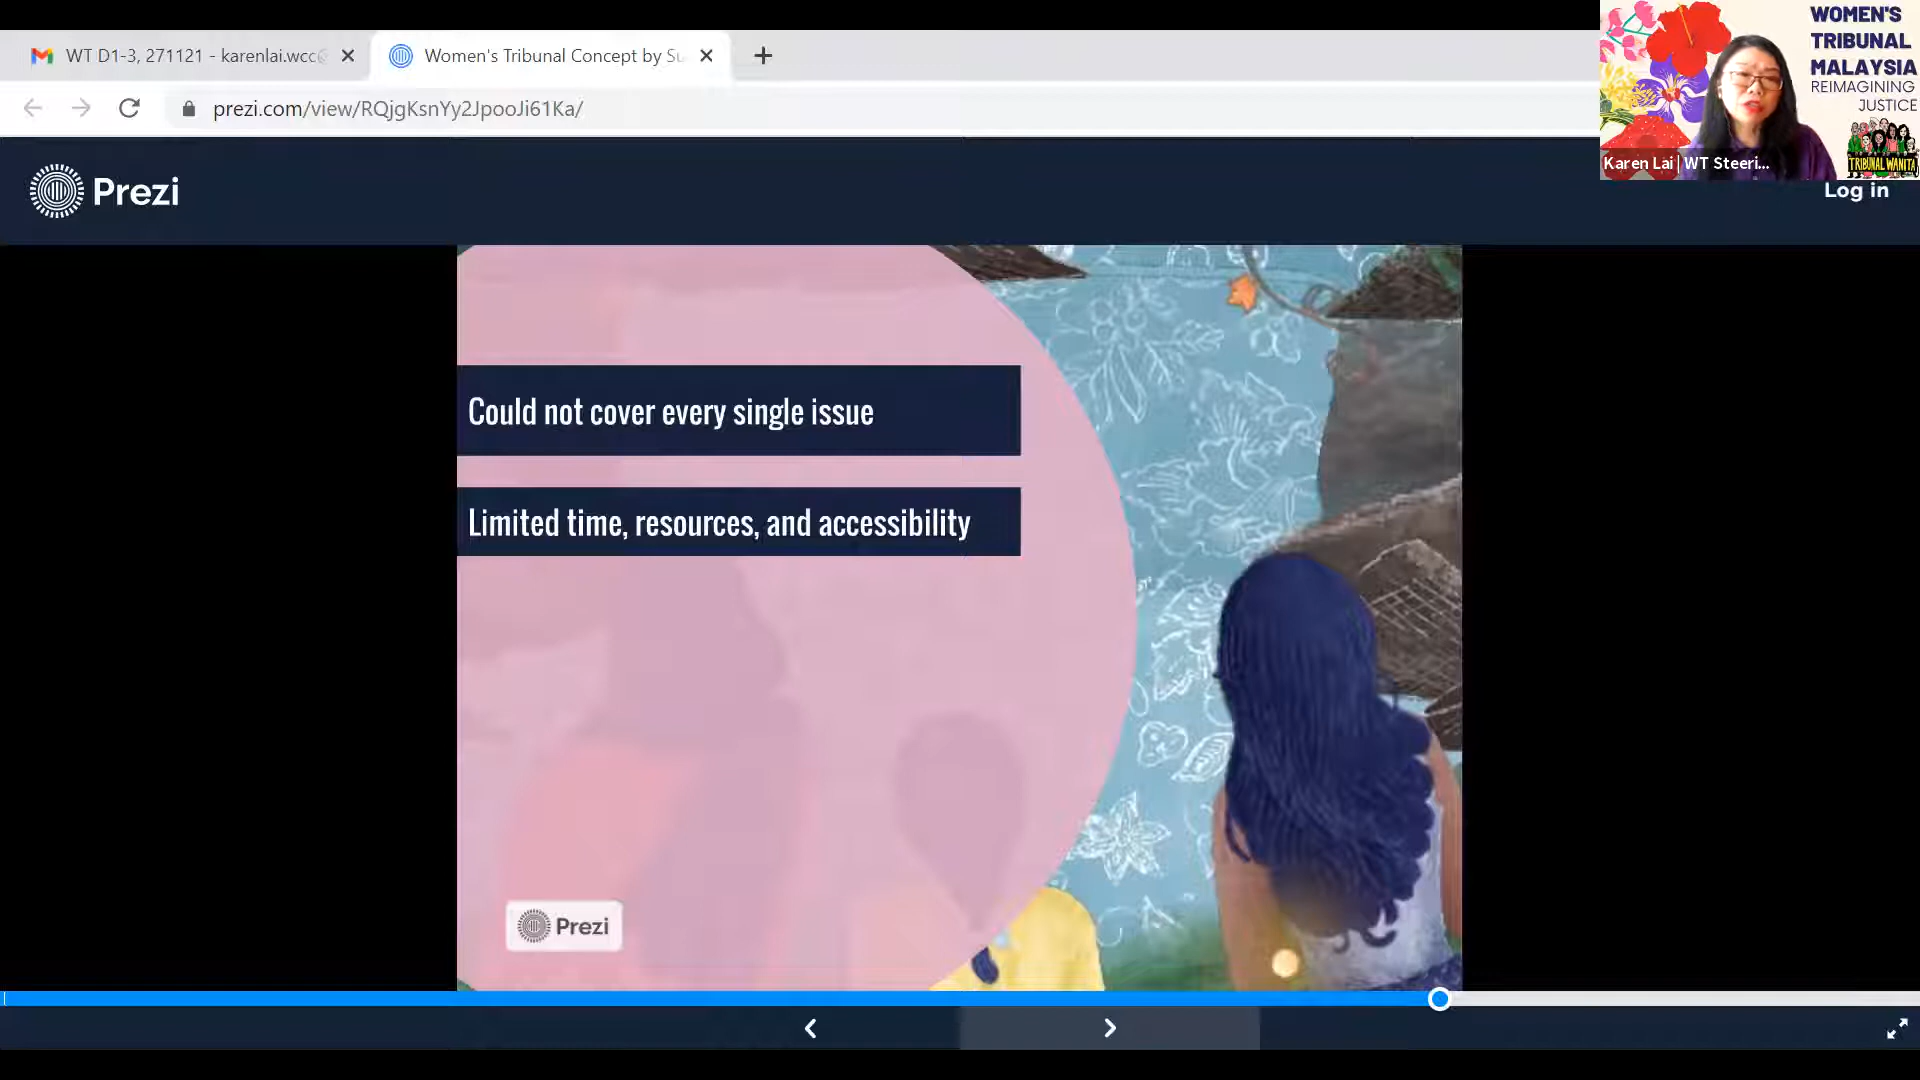 WT D1-3, 271121 - karenlai.wcc@
Women's Tribunal Concept by Su
prezi.com/view/RQjgKsnYy2JpooJi61Ka/
WOMEN'S
TRIBUNAL
MALAYSIA
REIMAGINING
JUSTICE
TRIBUNAL WANITA
Karen Lai | WT Steeri...
Prezi
Log in
Could not cover every single issue
Limited time, resources, and accessibility
Prezi